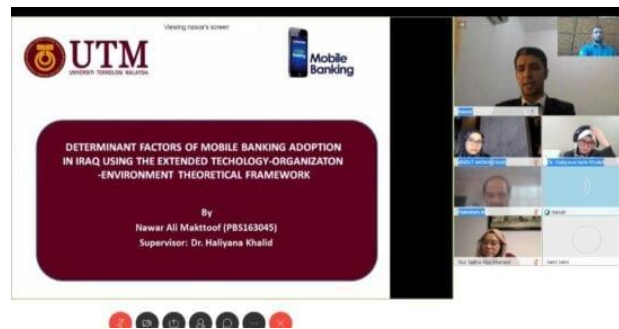 Viewing nawar's screen
UTM
UNIVERSITI TEKNOLOGI MALAYSIA
Mobile
Banking
DETERMINANT FACTORS OF MOBILE BANKING ADOPTION
IN IRAQ USING THE EXTENDED TECHOLOGY-ORGANIZATON
-ENVIRONMENT THEORETICAL FRAMEWORK
By
Nawar Ali Makttoof (PBS163045)
Supervisor: Dr. Haliyana Khalid